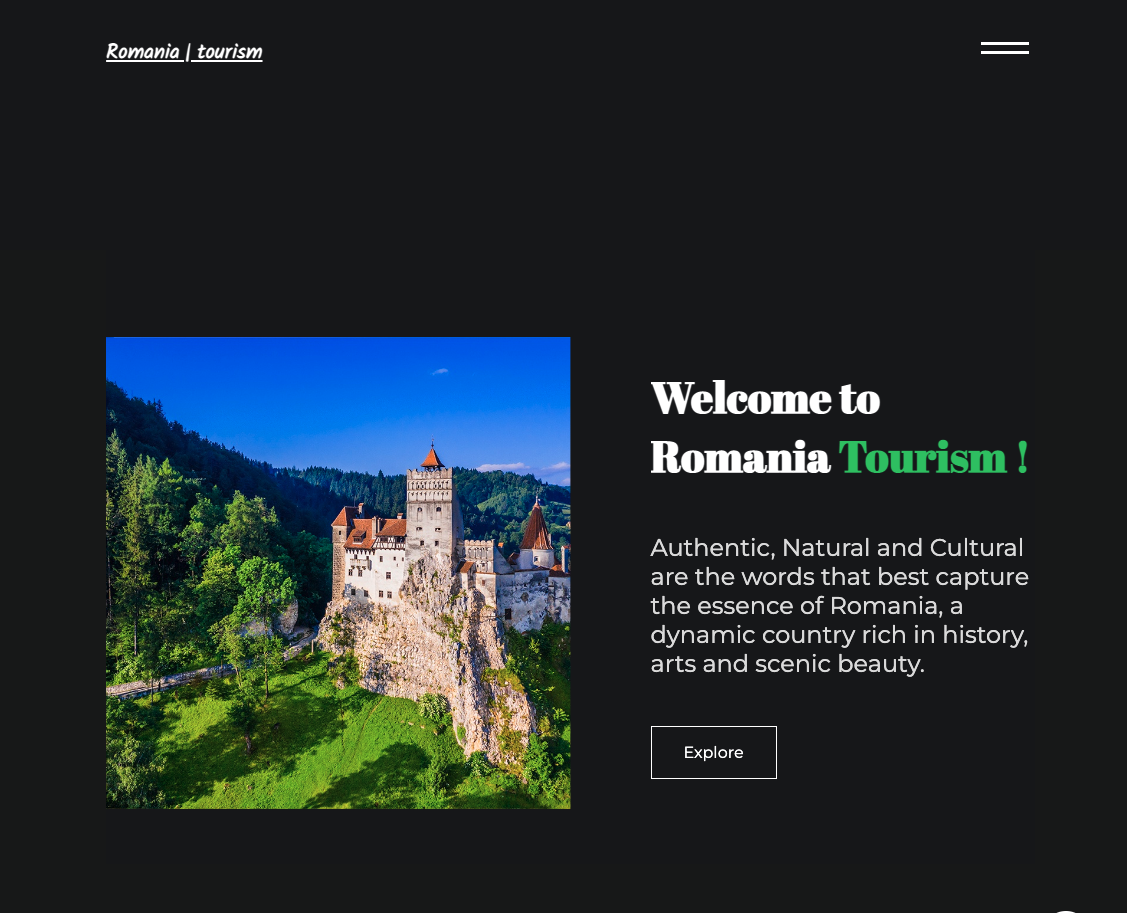 Romania | tourism
Welcome to
Romania Tourism !
Authentic, Natural and Cultural
are the words that best capture
the essence of Romania, a
dynamic country rich in history,
arts and scenic beauty.
Explore